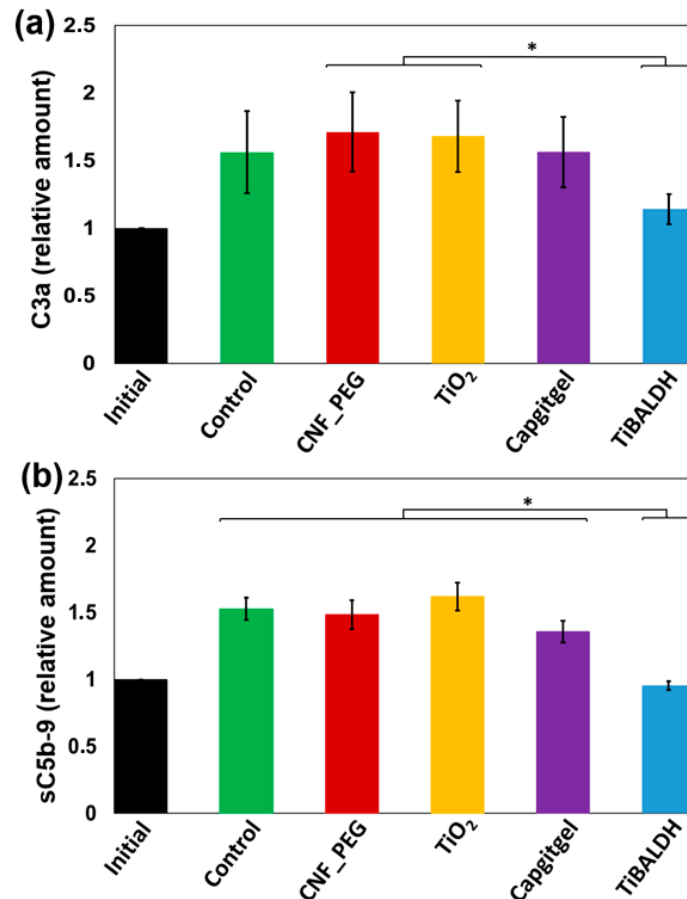 (a)
C3a (relative amount)
2.5
2
1.5
1
0.5
0
*
Initial
Control
CNF_PEG
TiO₂
Capgitgel
TiBALDH
(b)
sC5b-9 (relative amount)
2.5
2
1.5
1
0.5
0
*
Initial
Control
CNF_PEG
TiO₂
Capgitgel
TiBALDH